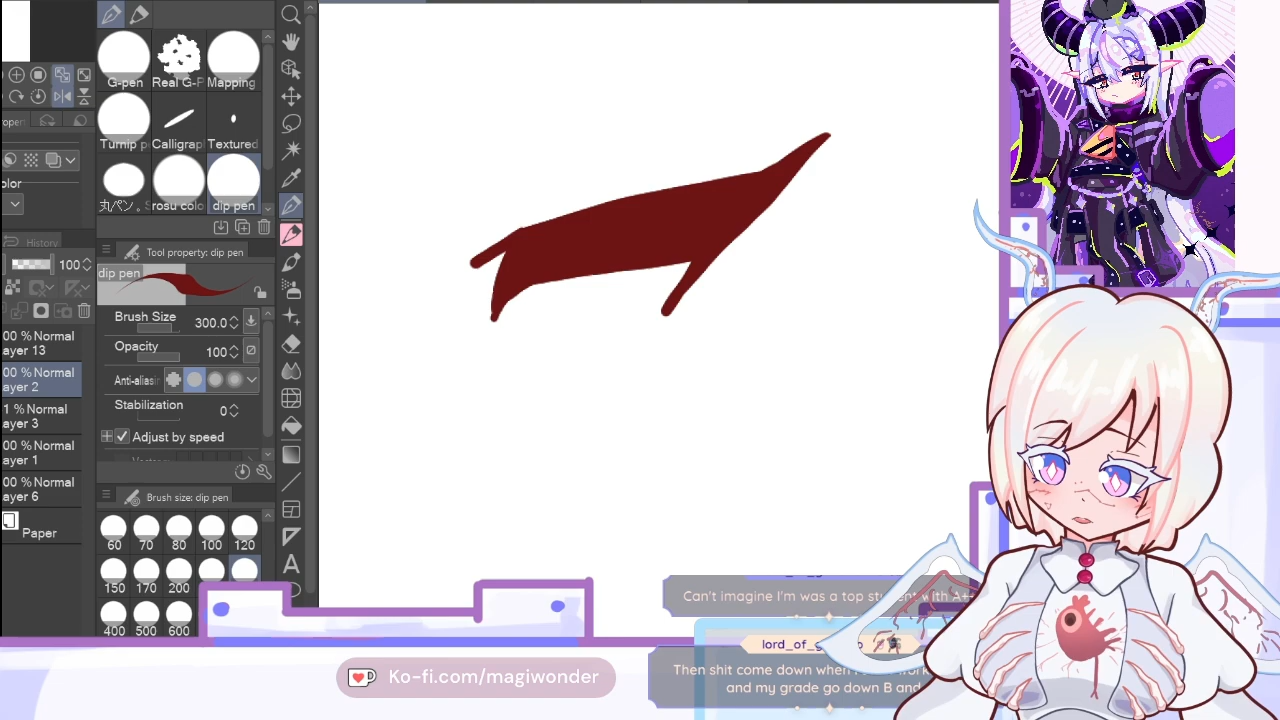 G-pen
Real G-P
Mapping
Turnip p
Calligrap
Textured
丸ペン。S
rosu colo
dip pen
olor
History
100
Tool property: dip pen
dip pen
Brush Size
300.0
Opacity
100
Anti-aliasin
Stabilization
0
Adjust by speed
00 % Normal
ayer 13
00 % Normal
ayer 2
1 % Normal
ayer 3
00 % Normal
ayer 1
00 % Normal
ayer 6
Paper
Brush size: dip pen
60
70
80
100
120
150
170
200
400
500
600
A
Ko-fi.com/magiwonder
Can't imagine I'm was a top student with A+
Then shit come down when
and my grade go down B and